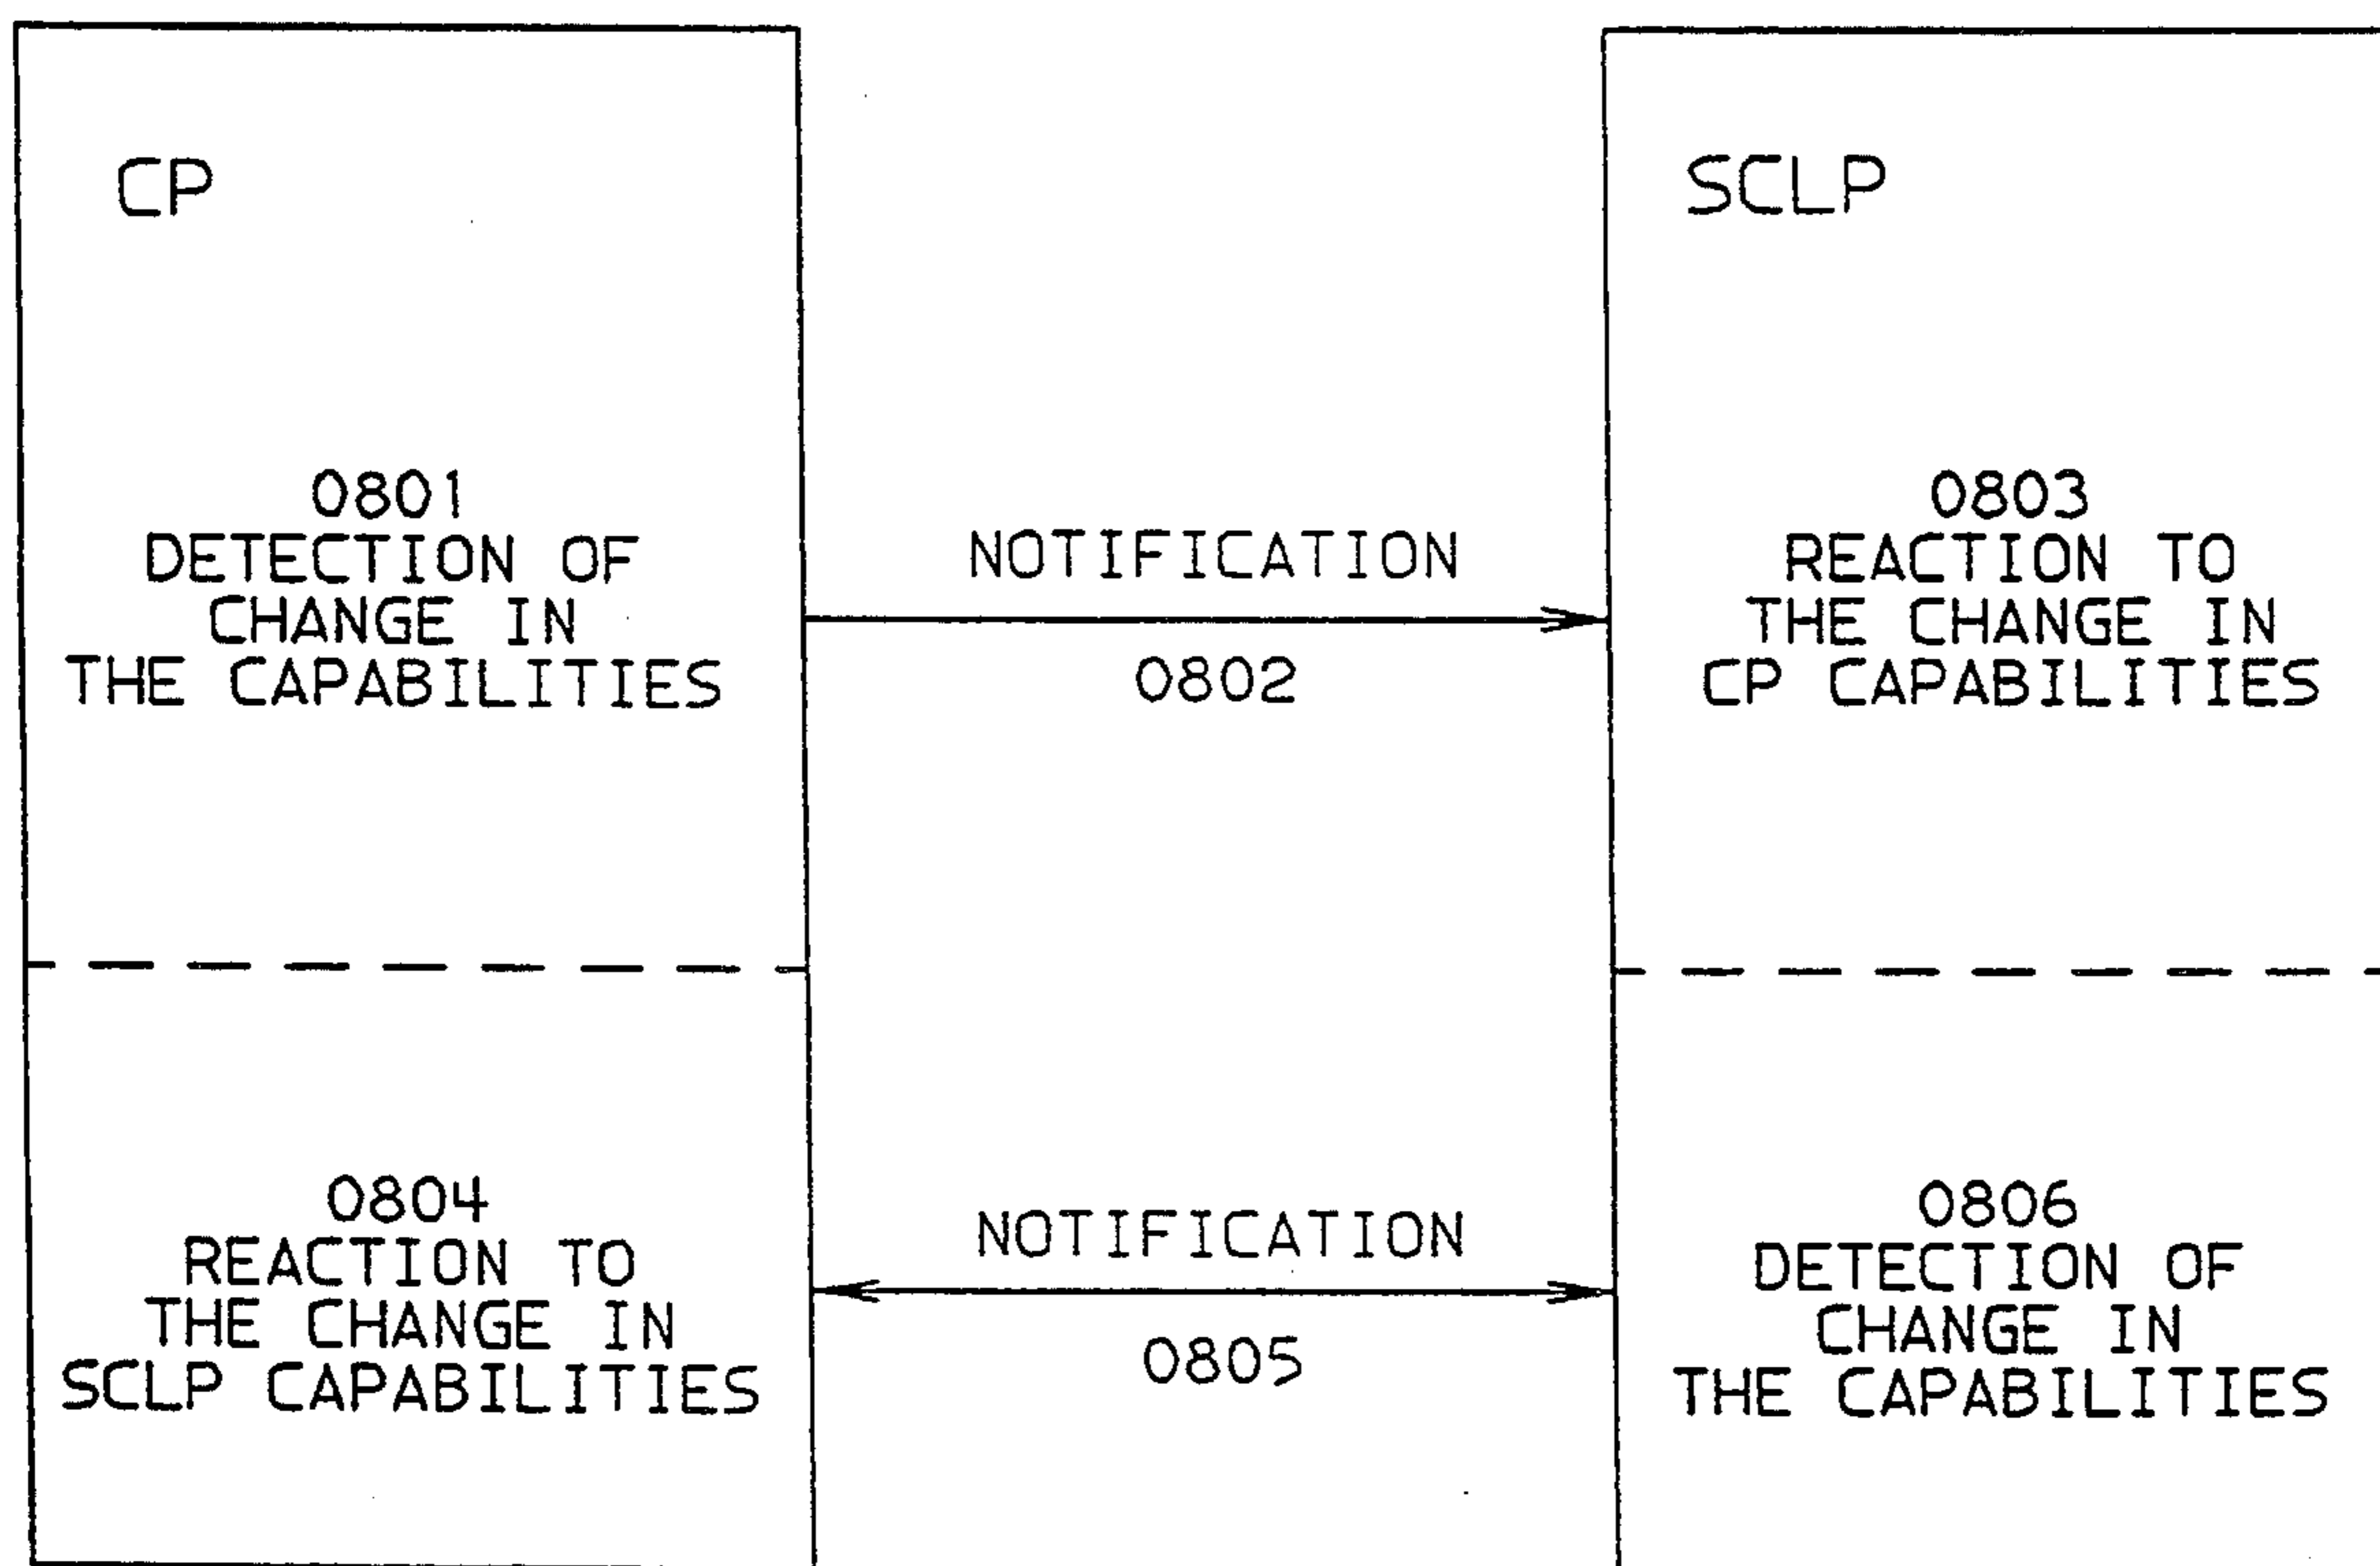 CP
SCLP
0801
DETECTION OF
CHANGE IN
THE CAPABILITIES
NOTIFICATION
0802
0803
REACTION TO
THE CHANGE IN
CP CAPABILITIES
0804
REACTION TO
THE CHANGE IN
SCLP CAPABILITIES
NOTIFICATION
0805
0806
DETECTION OF
CHANGE IN
THE CAPABILITIES